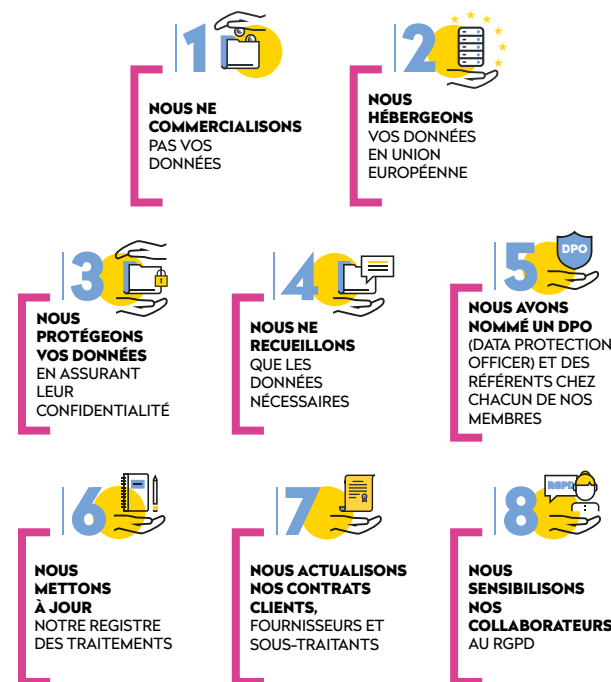 1
NOUS NE
COMMERCIALISONS
PAS VOS
DONNÉES
2
NOUS
HÉBERGEONS
VOS DONNÉES
EN UNION
EUROPÉENNE
3
NOUS
PROTÉGEONS
VOS DONNÉES
EN ASSURANT
LEUR
CONFIDENTIALITÉ
4
NOUS NE
RECUEILLONS
QUE LES
DONNÉES
NÉCESSAIRES
5
DPO
NOUS AVONS
NOMMÉ UN DPO
(DATA PROTECTION
OFFICER) ET DES
RÉFÉRENTS CHEZ
CHACUN DE NOS
MEMBRES
6
NOUS
METTONS
À JOUR
NOTRE REGISTRE
DES TRAITEMENTS
7
NOUS ACTUALISONS
NOS CONTRATS
CLIENTS,
FOURNISSEURS ET
SOUS-TRAITANTS
8
RGPD
NOUS
SENSIBILISONS
NOS
COLLABORATEURS
AU RGPD